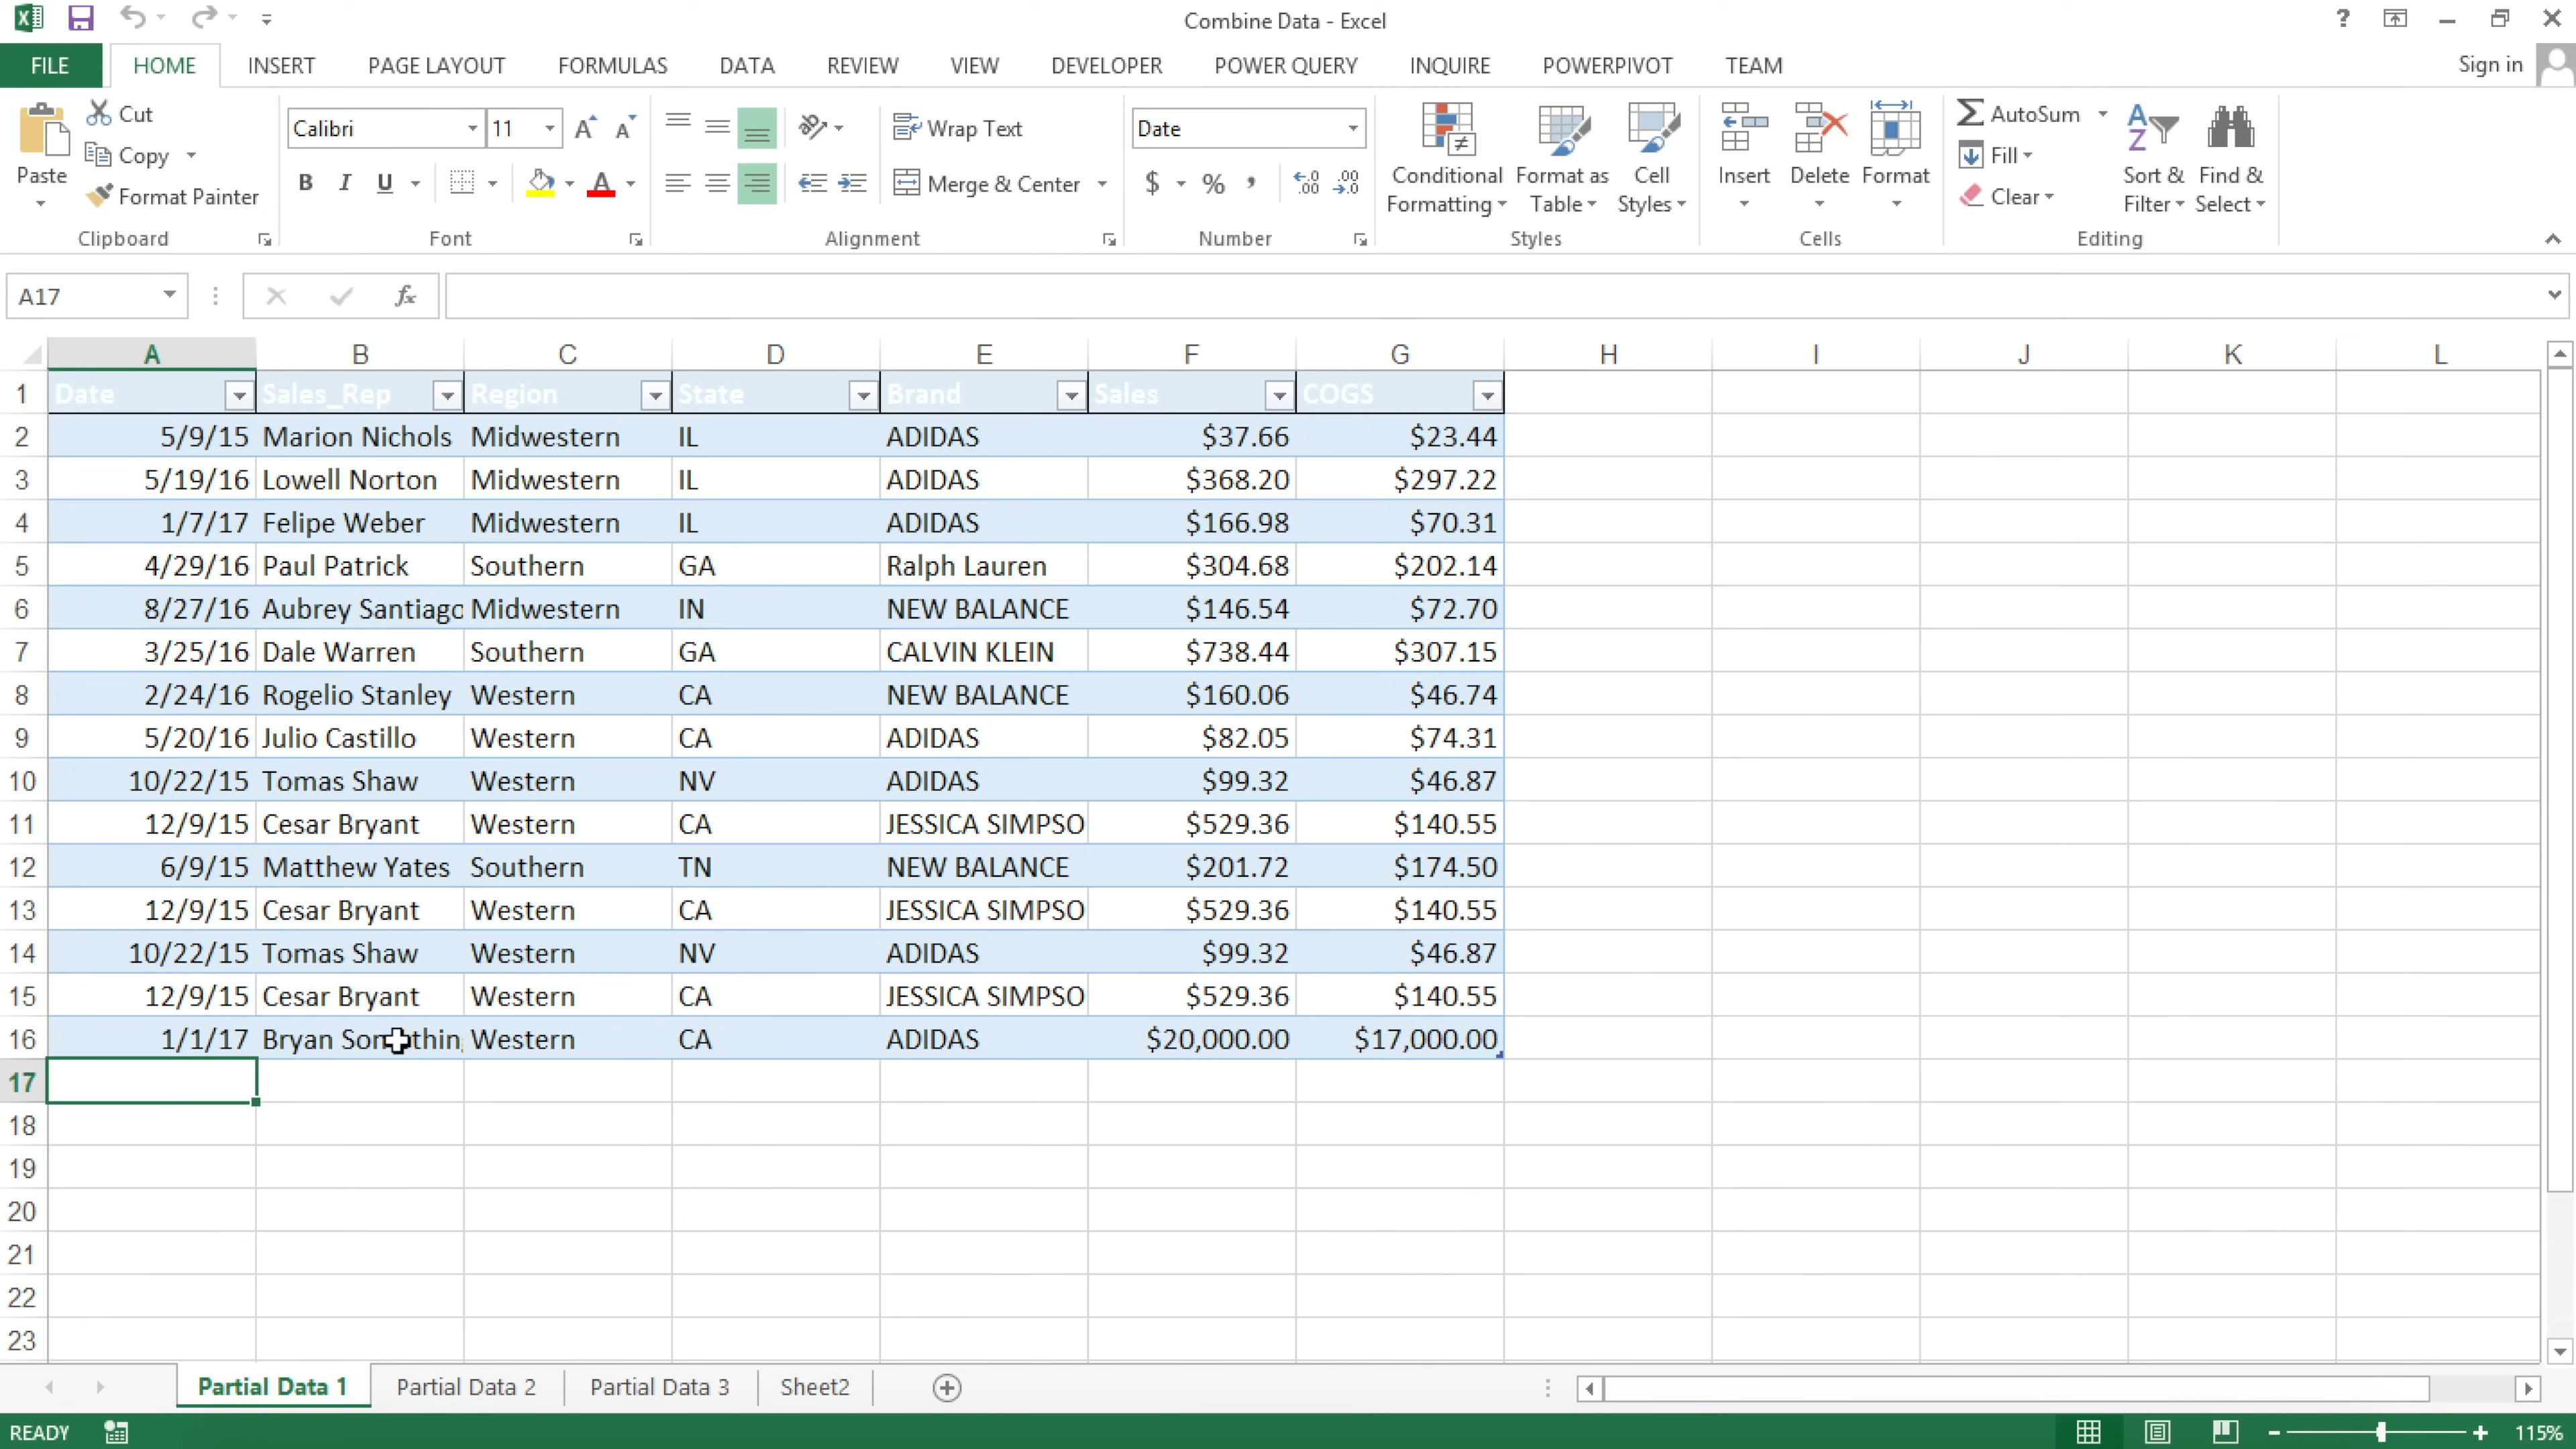 Combine Data - Excel
FILE HOME INSERT PAGE LAYOUT FORMULAS DATA REVIEW VIEW DEVELOPER POWER QUERY INQUIRE POWERPIVOT TEAM Sign in
Paste
Cut
Copy
Format Painter
Clipboard
Calibri 11
B I U
Font
Wrap Text
Merge & Center
Alignment
Date
$ % ,
Number
Conditional Formatting
Format as Table
Cell Styles
Styles
Insert
Delete
Format
Cells
AutoSum
Fill
Clear
Sort & Filter
Find & Select
Editing
A17 fx
A B C D E F G H I J K L
1 Date Sales_Rep Region State Brand Sales COGS
2 5/9/15 Marion Nichols Midwestern IL ADIDAS $37.66 $23.44
3 5/19/16 Lowell Norton Midwestern IL ADIDAS $368.20 $297.22
4 1/7/17 Felipe Weber Midwestern IL ADIDAS $166.98 $70.31
5 4/29/16 Paul Patrick Southern GA Ralph Lauren $304.68 $202.14
6 8/27/16 Aubrey Santiago Midwestern IN NEW BALANCE $146.54 $72.70
7 3/25/16 Dale Warren Southern GA CALVIN KLEIN $738.44 $307.15
8 2/24/16 Rogelio Stanley Western CA NEW BALANCE $160.06 $46.74
9 5/20/16 Julio Castillo Western CA ADIDAS $82.05 $74.31
10 10/22/15 Tomas Shaw Western NV ADIDAS $99.32 $46.87
11 12/9/15 Cesar Bryant Western CA JESSICA SIMPSO $529.36 $140.55
12 6/9/15 Matthew Yates Southern TN NEW BALANCE $201.72 $174.50
13 12/9/15 Cesar Bryant Western CA JESSICA SIMPSO $529.36 $140.55
14 10/22/15 Tomas Shaw Western NV ADIDAS $99.32 $46.87
15 12/9/15 Cesar Bryant Western CA JESSICA SIMPSO $529.36 $140.55
16 1/1/17 Bryan Somethin Western CA ADIDAS $20,000.00 $17,000.00
17
18
19
20
21
22
23
Partial Data 1 Partial Data 2 Partial Data 3 Sheet2
READY 115%